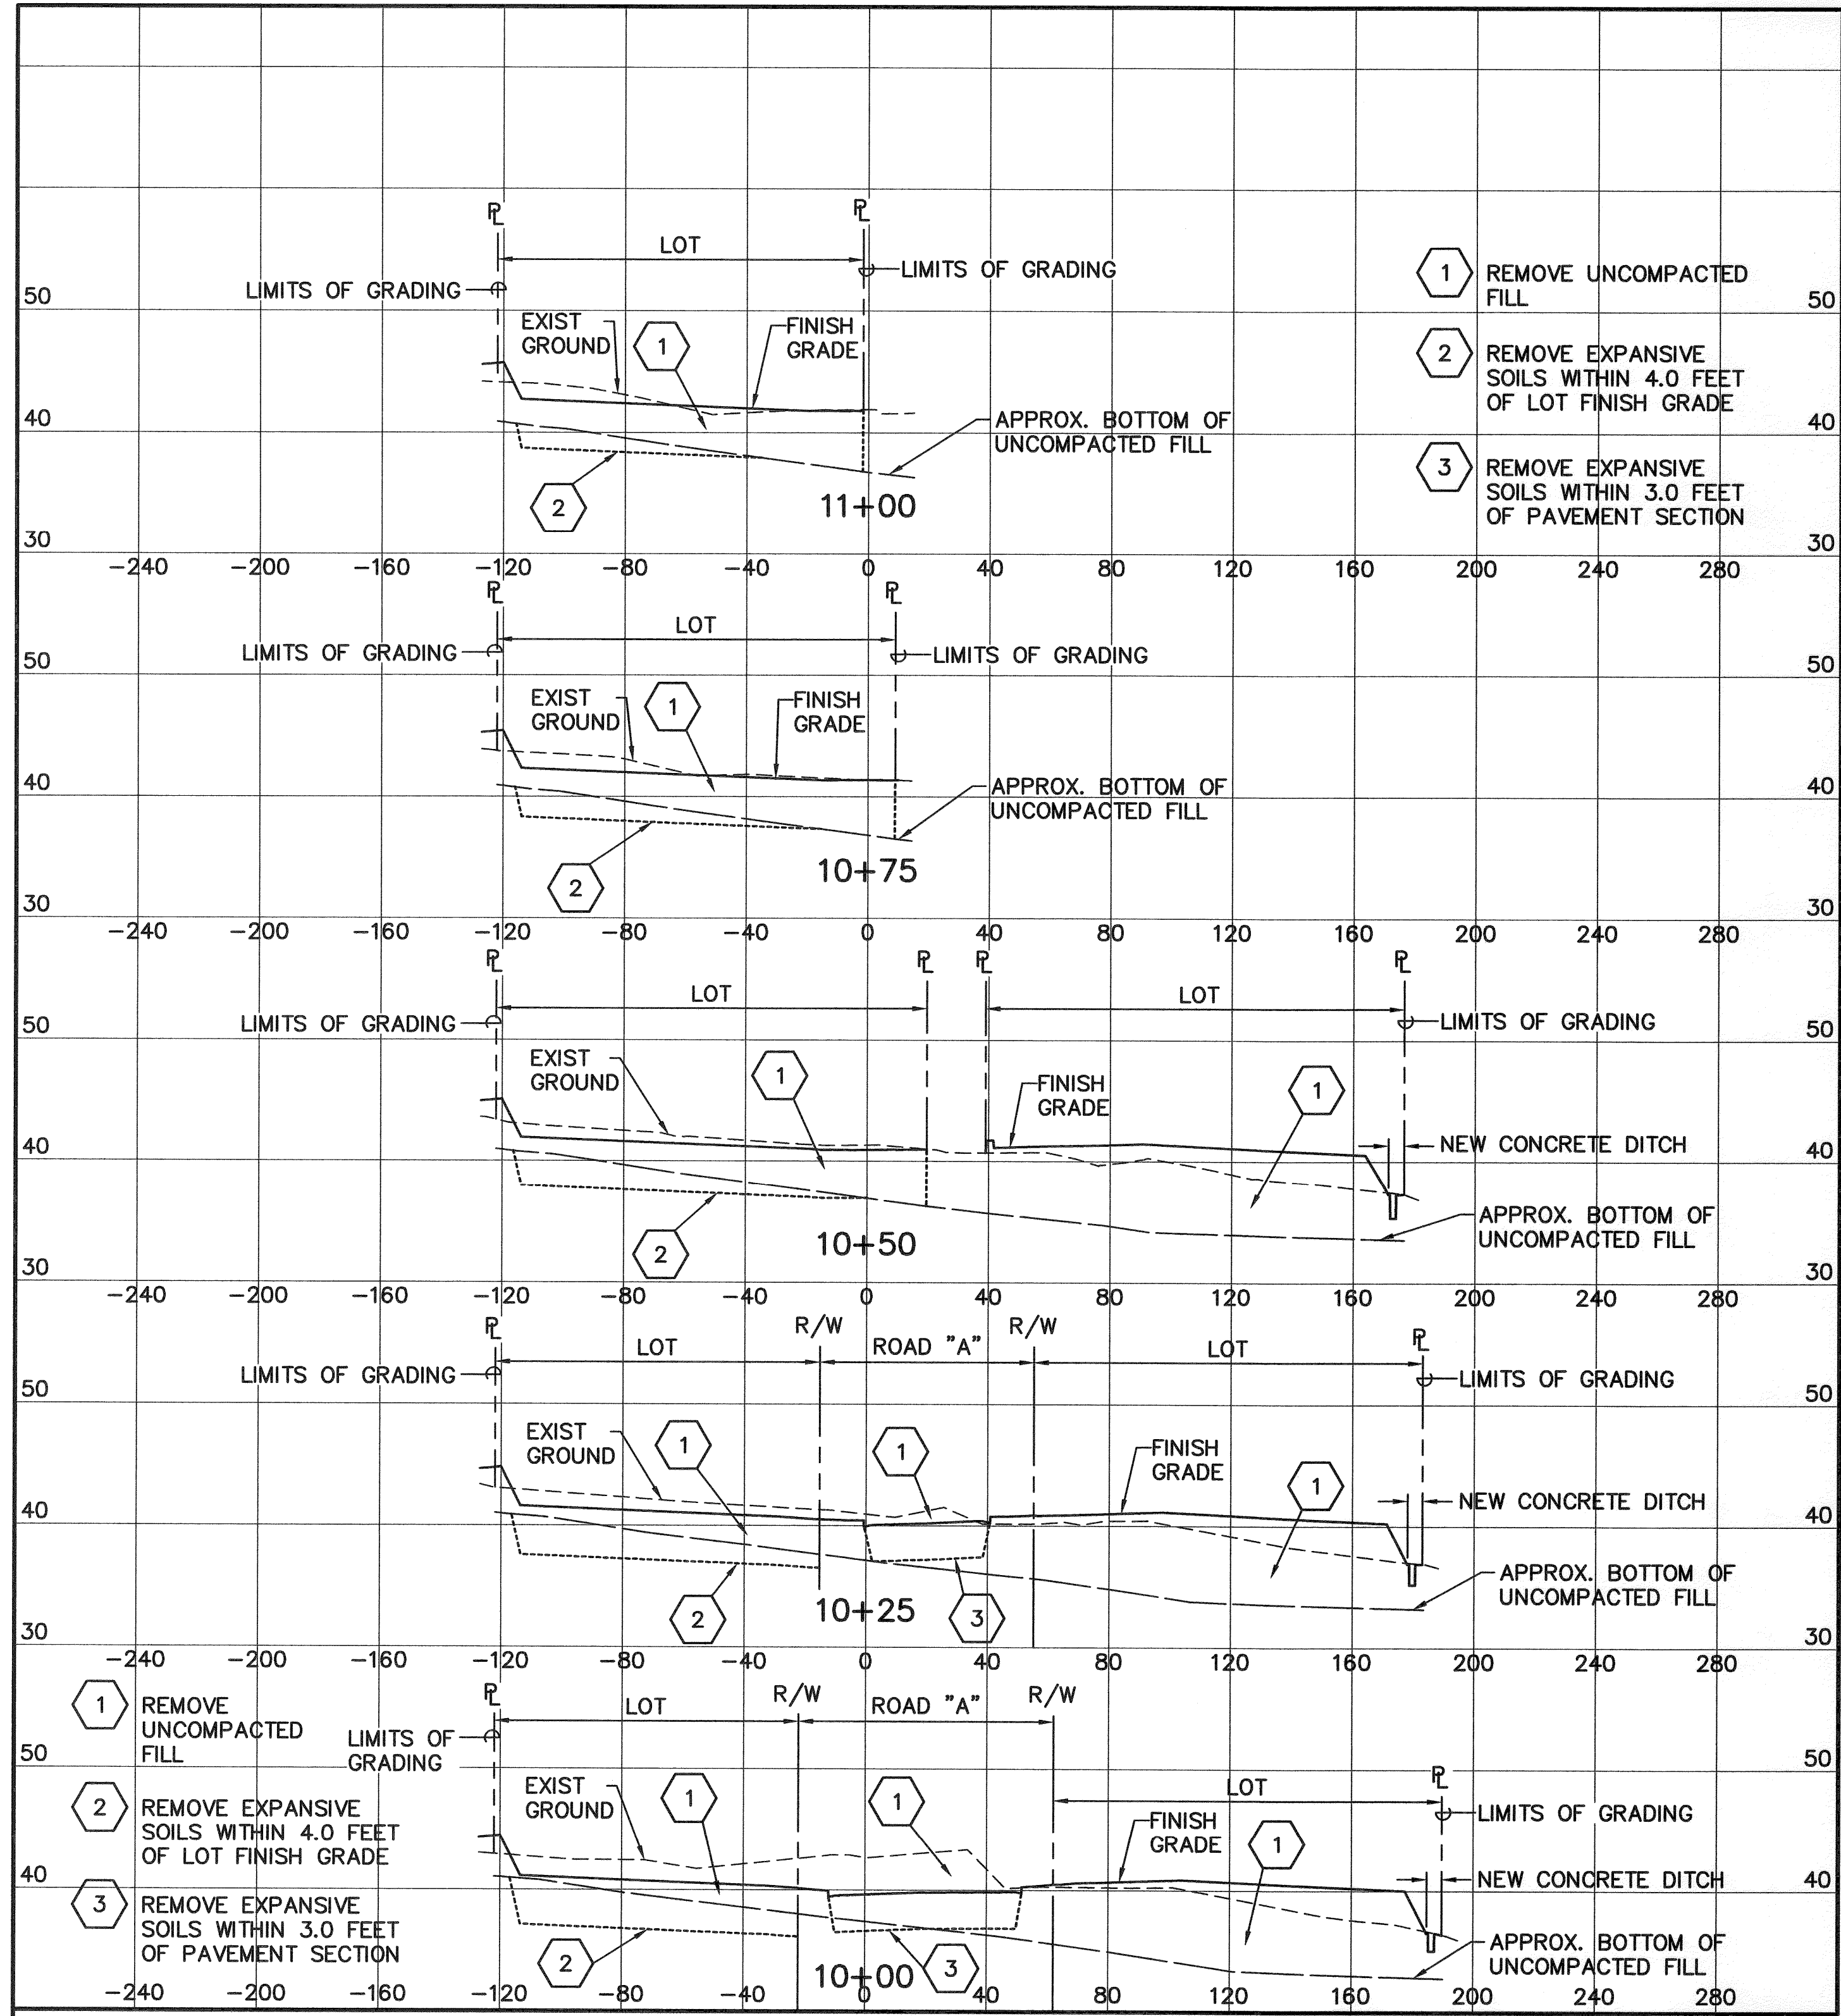 PL PL
LOT
LIMITS OF GRADING
LIMITS OF GRADING
50 50
EXIST
GROUND
1
FINISH
GRADE
1 REMOVE UNCOMPACTED
FILL
2 REMOVE EXPANSIVE
SOILS WITHIN 4.0 FEET
OF LOT FINISH GRADE
40 40
APPROX. BOTTOM OF
UNCOMPACTED FILL
3 REMOVE EXPANSIVE
SOILS WITHIN 3.0 FEET
OF PAVEMENT SECTION
2
11+00
30 30
-240 -200 -160 -120 -80 -40 0 40 80 120 160 200 240 280
PL PL
LOT
LIMITS OF GRADING
LIMITS OF GRADING
50 50
EXIST
GROUND
1
FINISH
GRADE
40 40
APPROX. BOTTOM OF
UNCOMPACTED FILL
2
10+75
30 30
-240 -200 -160 -120 -80 -40 0 40 80 120 160 200 240 280
PL PL PL PL
LOT LOT
LIMITS OF GRADING
LIMITS OF GRADING
50 50
EXIST
GROUND
1
FINISH
GRADE
1
NEW CONCRETE DITCH
40 40
APPROX. BOTTOM OF
UNCOMPACTED FILL
2
10+50
30 30
-240 -200 -160 -120 -80 -40 0 40 80 120 160 200 240 280
PL R/W R/W PL
LOT ROAD "A" LOT
LIMITS OF GRADING
LIMITS OF GRADING
50 50
EXIST
GROUND
1
1
FINISH
GRADE
1
NEW CONCRETE DITCH
40 40
APPROX. BOTTOM OF
UNCOMPACTED FILL
2
10+25
3
30 30
-240 -200 -160 -120 -80 -40 0 40 80 120 160 200 240 280
1 REMOVE
UNCOMPACTED
FILL
PL R/W R/W
LOT ROAD "A"
LIMITS OF
GRADING
50 50
PL
LOT
LIMITS OF GRADING
2 REMOVE EXPANSIVE
SOILS WITHIN 4.0 FEET
OF LOT FINISH GRADE
EXIST
GROUND
1
1
FINISH
GRADE
1
NEW CONCRETE DITCH
40 40
3 REMOVE EXPANSIVE
SOILS WITHIN 3.0 FEET
OF PAVEMENT SECTION
APPROX. BOTTOM OF
UNCOMPACTED FILL
2
10+00
3
-240 -200 -160 -120 -80 -40 0 40 80 120 160 200 240 280